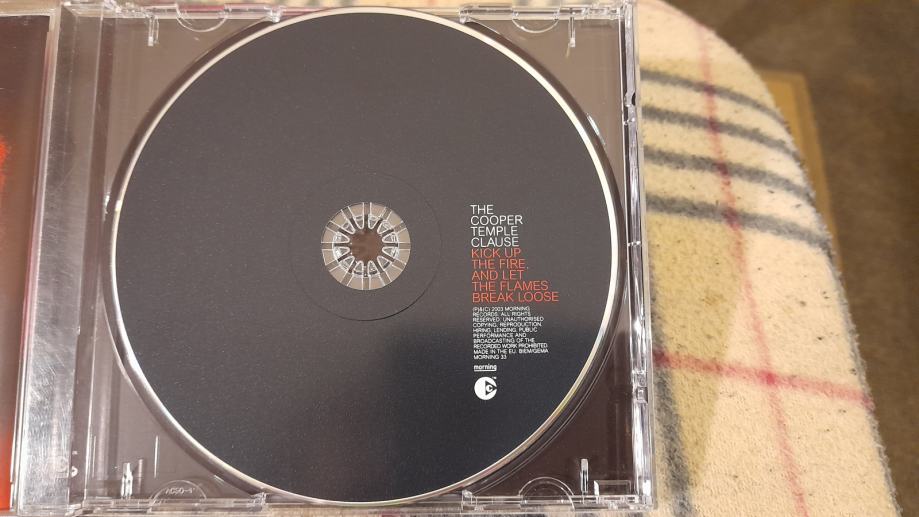 THE
COOPER
TEMPLE
CLAUSE
KICK UP
THE FIRE,
AND LET
THE FLAMES
BREAK LOOSE
(P)&(C) 2003 MORNING
RECORDS. ALL RIGHTS
RESERVED. UNAUTHORISED
COPYING, REPRODUCTION,
HIRING, LENDING, PUBLIC
PERFORMANCE AND
BROADCASTING OF THE
RECORDED WORK PROHIBITED.
MADE IN THE EU. BIEM/GEMA
MORNING 33
morning